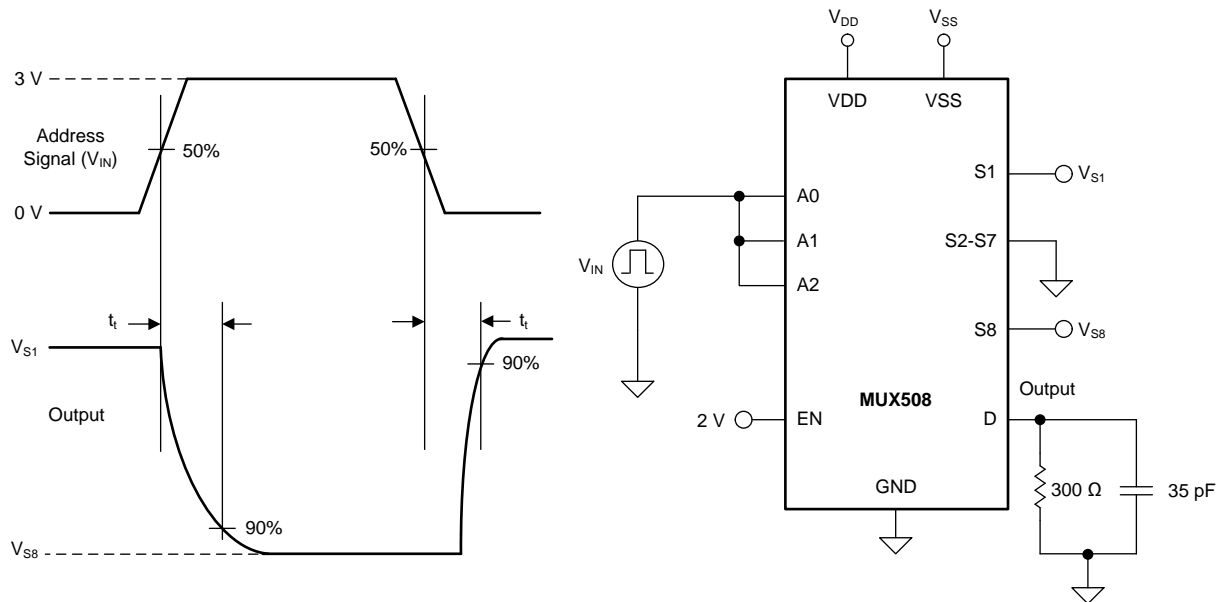 3 V
Address
Signal (VIN)
50%
50%
0 V
tt
tt
VS1
90%
Output
90%
VS8
VDD
VSS
VDD
VSS
S1
VS1
A0
A1
S2-S7
VIN
A2
S8
VS8
Output
MUX508
2 V
EN
D
GND
300 Ω
35 pF